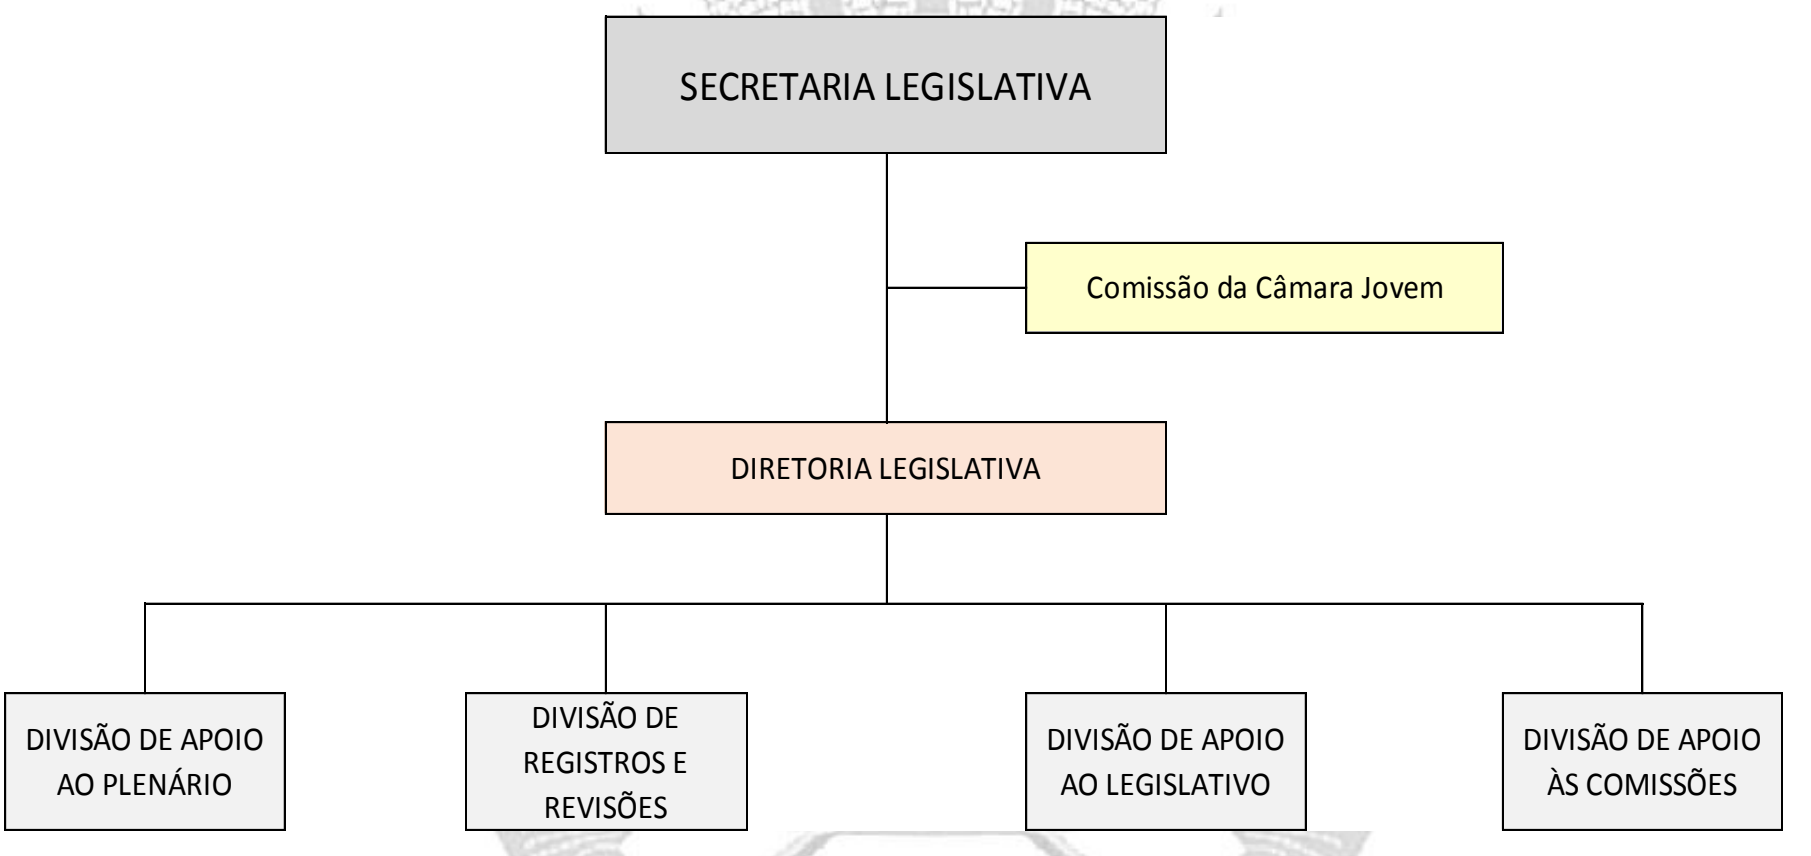 SECRETARIA LEGISLATIVA
Comissão da Câmara Jovem
DIRETORIA LEGISLATIVA
DIVISÃO DE APOIO
AO PLENÁRIO
DIVISÃO DE
REGISTROS E
REVISÕES
DIVISÃO DE APOIO
AO LEGISLATIVO
DIVISÃO DE APOIO
ÀS COMISSÕES